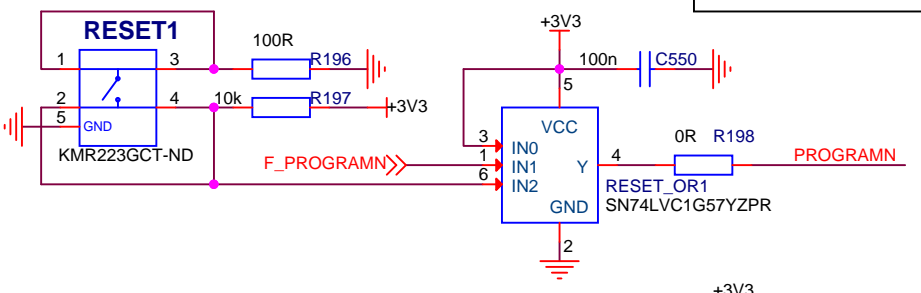 RESET1
+3V3
100R
R196
100n
C550
1
3
2
4
5
GND
10k
R197
+3V3
5
KMR223GCT-ND
VCC
3
IN0
F_PROGRAMN
1
IN1
6
IN2
Y
4
0R
R198
PROGRAMN
RESET_OR1
SN74LVC1G57YZPR
GND
2
+3V3